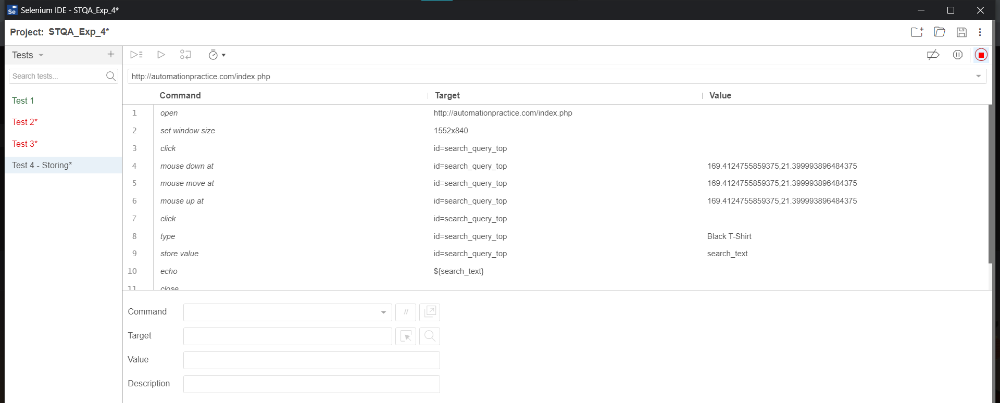 Se Selenium IDE - STQA_Exp_4*
Project: STQA_Exp_4*
Tests
Search tests...
Test 1
Test 2*
Test 3*
Test 4 - Storing*
http://automationpractice.com/index.php
Command Target Value
1 open http://automationpractice.com/index.php
2 set window size 1552x840
3 click id=search_query_top
4 mouse down at id=search_query_top 169.4124755859375,21.399993896484375
5 mouse move at id=search_query_top 169.4124755859375,21.399993896484375
6 mouse up at id=search_query_top 169.4124755859375,21.399993896484375
7 click id=search_query_top
8 type id=search_query_top Black T-Shirt
9 store value id=search_query_top search_text
10 echo ${search_text}
11 close
Command //
Target
Value
Description